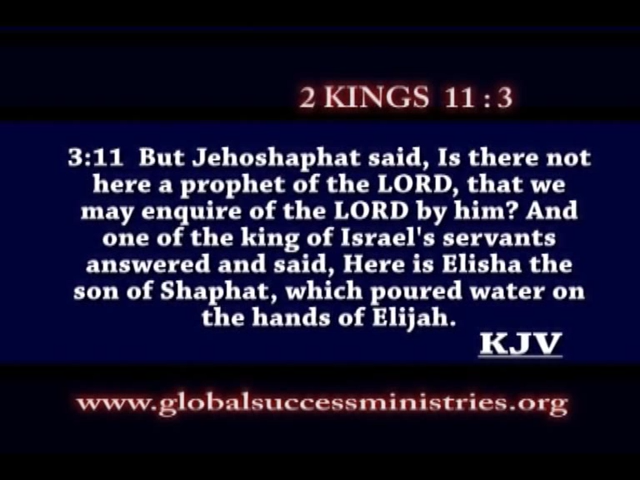 2 KINGS 11 : 3
3:11 But Jehoshaphat said, Is there not
here a prophet of the LORD, that we
may enquire of the LORD by him? And
one of the king of Israel's servants
answered and said, Here is Elisha the
son of Shaphat, which poured water on
the hands of Elijah.
KJV
www.globalsuccessministries.org